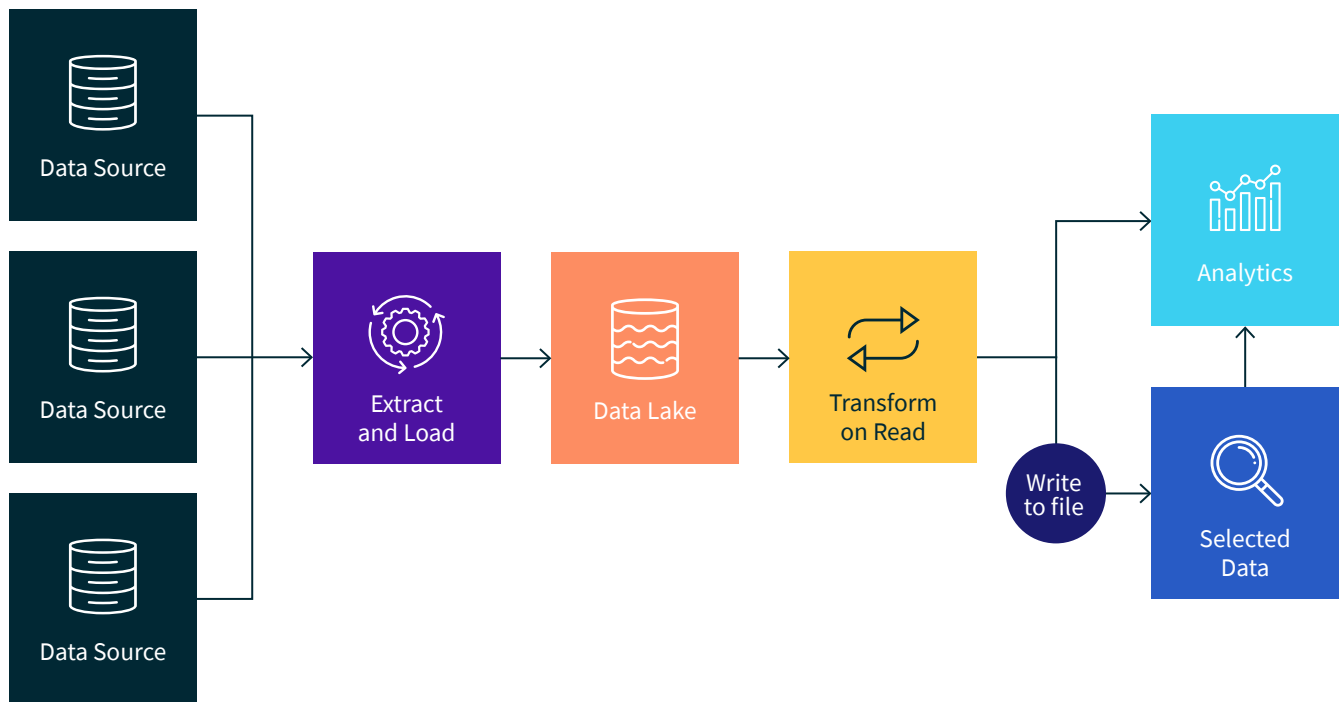 Data Source
Data Source
Data Source
Extract
and Load
Data Lake
Transform
on Read
Write
to file
Analytics
Selected
Data